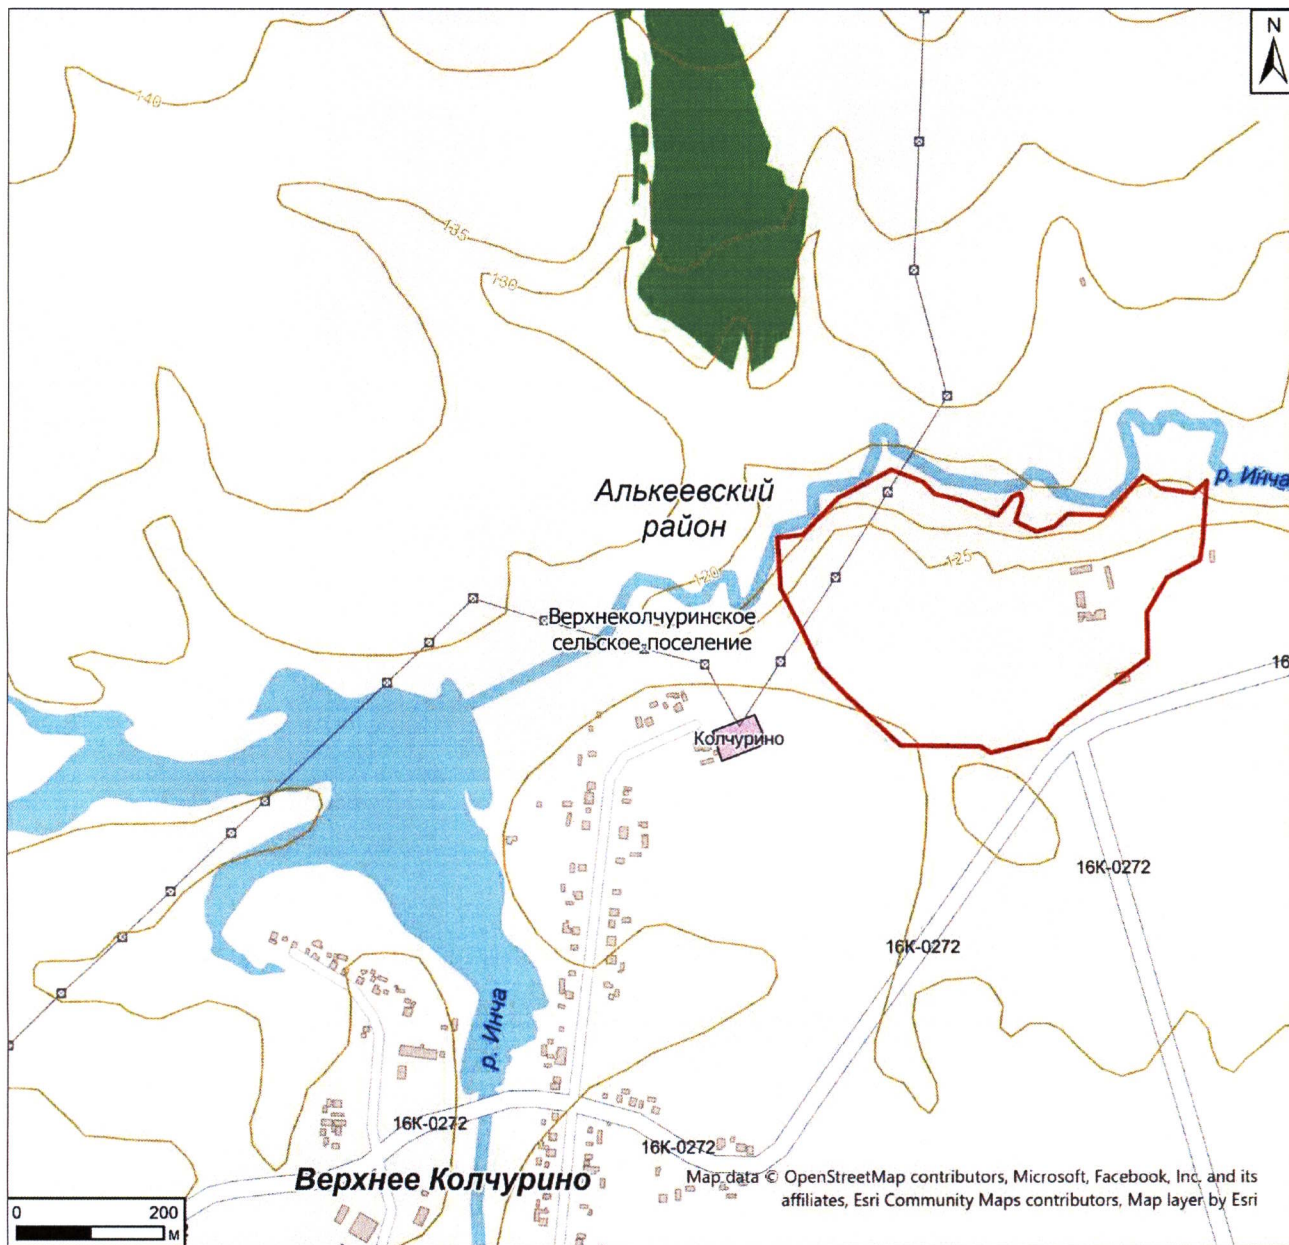 N
140
135
130
р. Инча
Алькеевский
район
125
120
Верхнеколчуринское
сельское поселение
16
Колчурино
16К-0272
16К-0272
р. Инча
16К-0272
16К-0272
Верхнее Колчурино
Map data © OpenStreetMap contributors, Microsoft, Facebook, Inc. and its
affiliates, Esri Community Maps contributors, Map layer by Esri
0 200
М